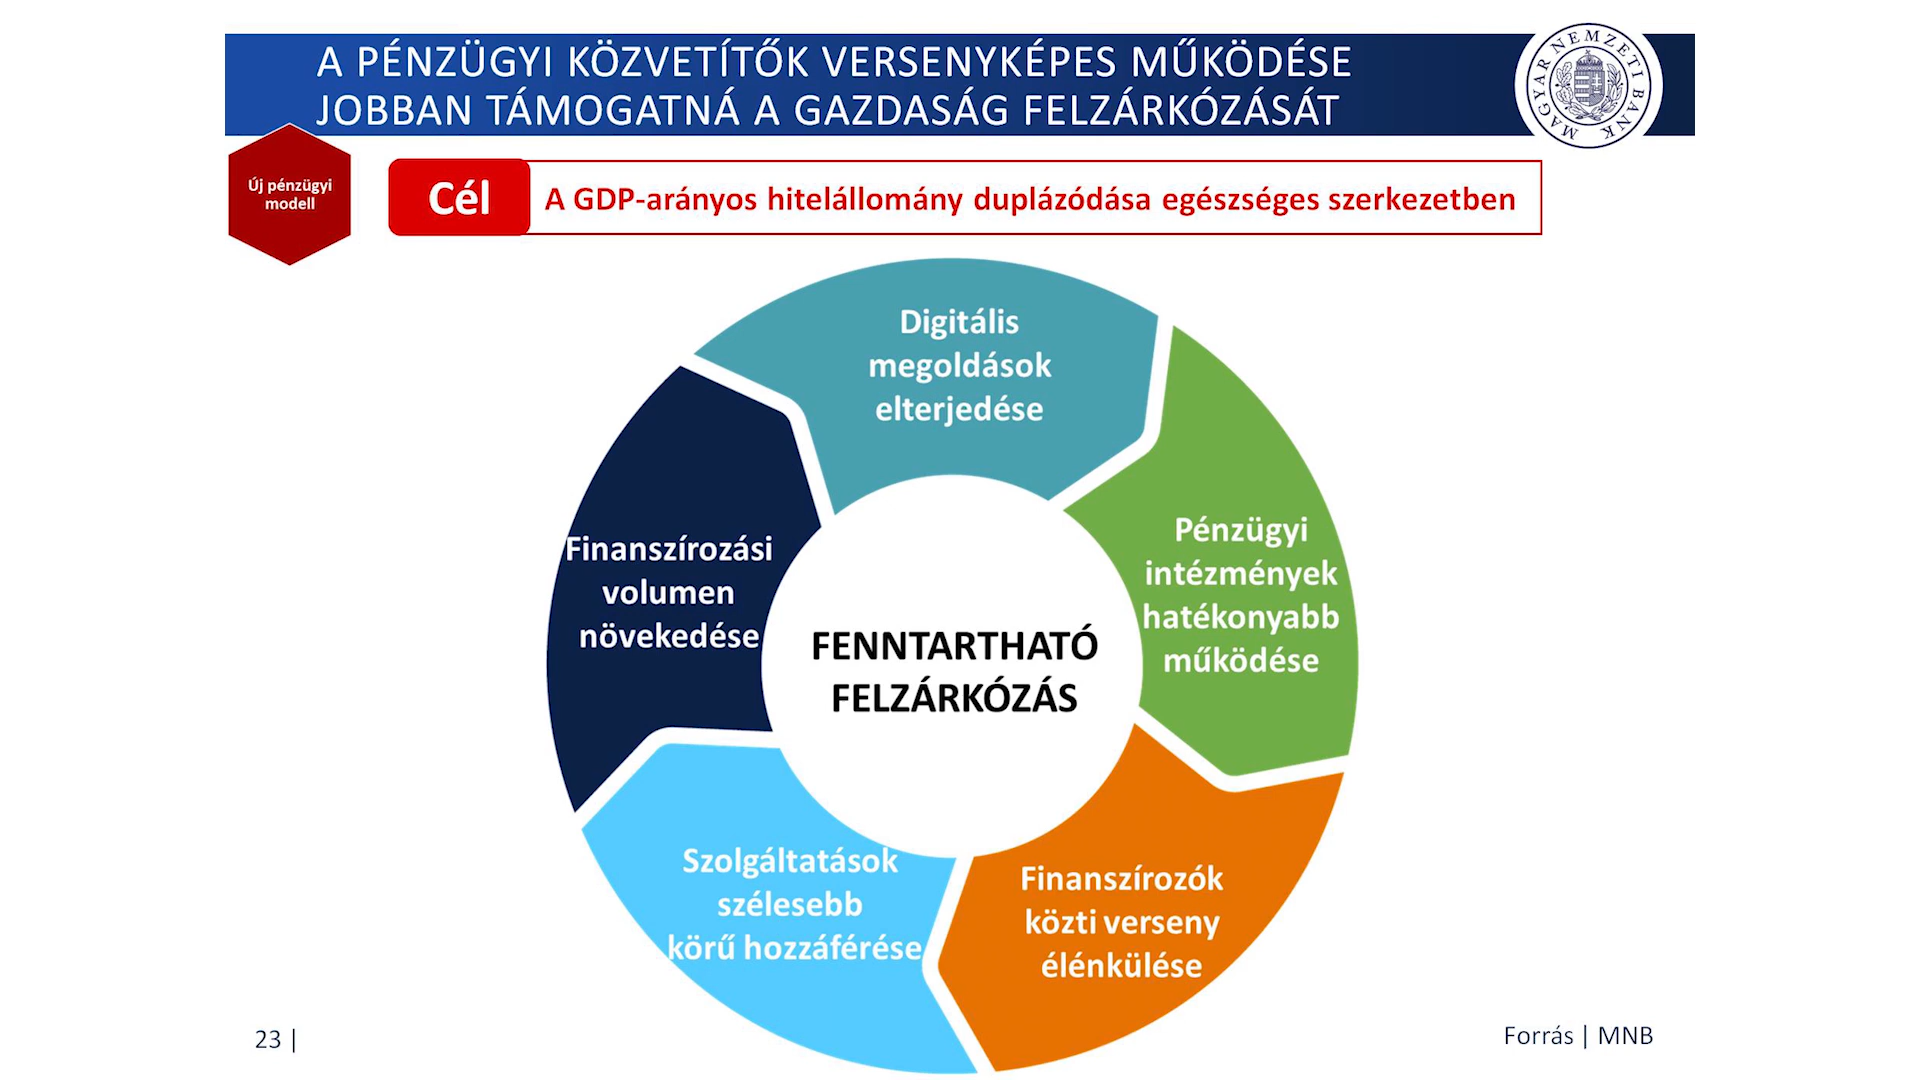 A PÉNZÜGYI KÖZVETÍTŐK VERSENYKÉPES MŰKÖDÉSE
JOBBAN TÁMOGATNÁ A GAZDASÁG FELZÁRKÓZÁSÁT
MAGYAR NEMZETI BANK
Új pénzügyi
modell
Cél
A GDP-arányos hitelállomány duplázódása egészséges szerkezetben
Digitális
megoldások
elterjedése
Pénzügyi
intézmények
hatékonyabb
működése
Finanszírozók
közti verseny
élénkülése
Szolgáltatások
szélesebb
körű hozzáférése
Finanszírozási
volumen
növekedése
FENNTARTHATÓ
FELZÁRKÓZÁS
23 |
Forrás | MNB